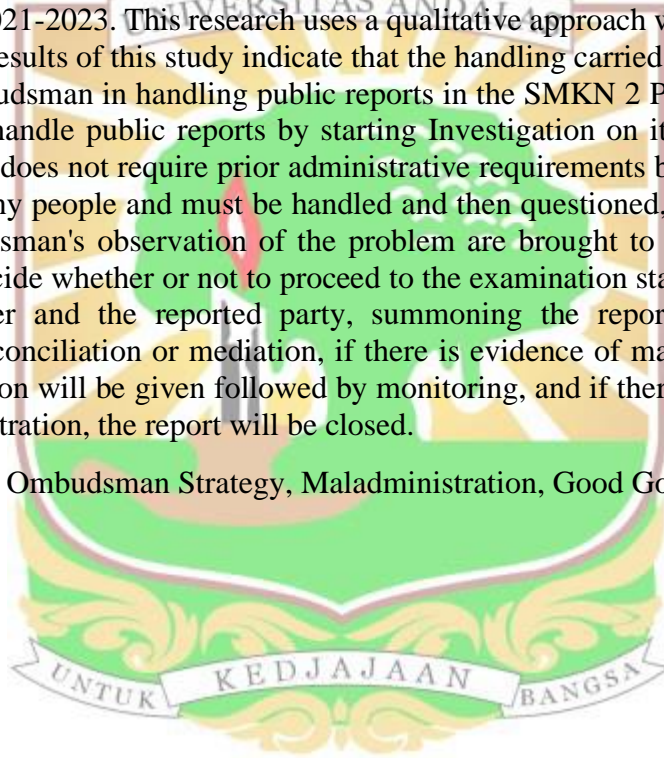 UNIVERSITAS ANDALA
021-2023. This research uses a qualitative approach w
esults of this study indicate that the handling carried
udsman in handling public reports in the SMKN 2 P
handle public reports by starting Investigation on it
does not require prior administrative requirements b
ny people and must be handled and then questioned,
sman's observation of the problem are brought to
cide whether or not to proceed to the examination sta
er and the reported party, summoning the repor
conciliation or mediation, if there is evidence of ma
on will be given followed by monitoring, and if ther
tration, the report will be closed.
Ombudsman Strategy, Maladministration, Good Go
UNTUK KEDJAJAAN BANGSA